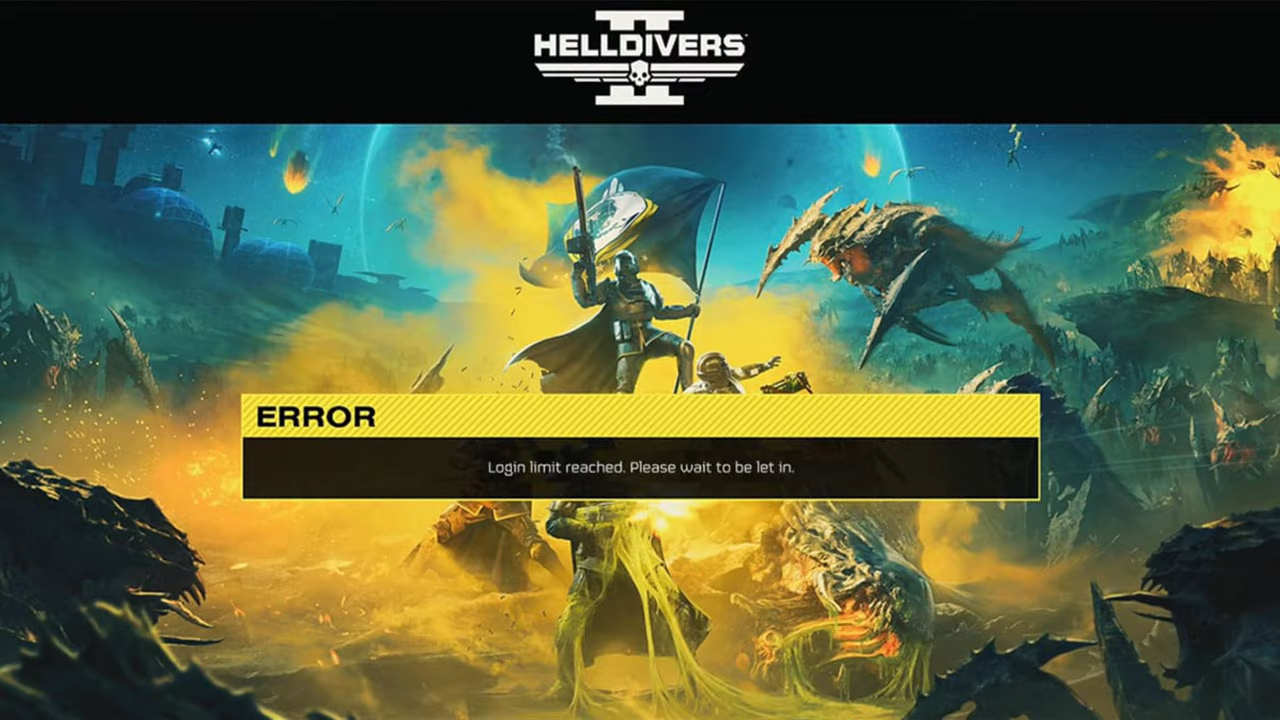 HELLDIVERS
II
ERROR
Login limit reached. Please wait to be let in.